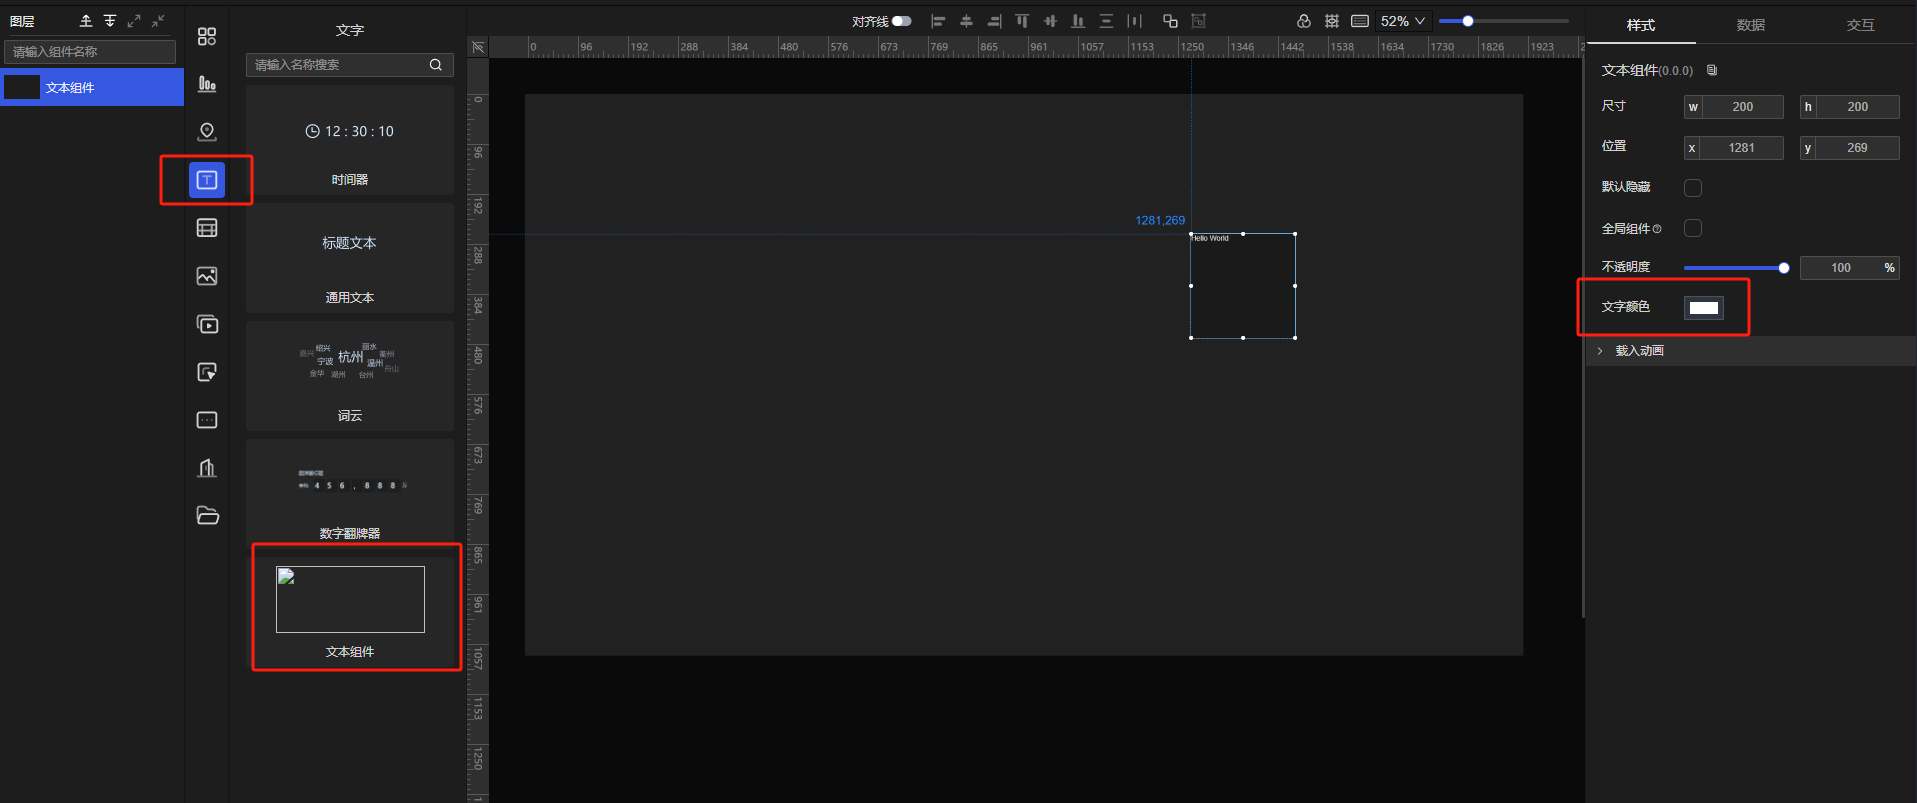 图层
请输入组件名称
文本组件
文字
请输入名称搜索
12 : 30 : 10
时间器
标题文本
通用文本
绍兴
丽水
嘉兴
杭州
衢州
宁波
温州
舟山
金华
湖州
台州
词云
4 5 6 , 8 8 8
数字翻牌器
文本组件
对齐线
52%
0 96 192 288 384 480 576 673 769 865 961 1057 1153 1250 1346 1442 1538 1634 1730 1826 1923
0
96
192
288
384
480
576
673
769
865
961
1057
1153
1250
1281,269
Hello World
样式 数据 交互
文本组件(0.0.0)
尺寸 w 200 h 200
位置 x 1281 y 269
默认隐藏
全局组件
不透明度 100 %
文字颜色
载入动画